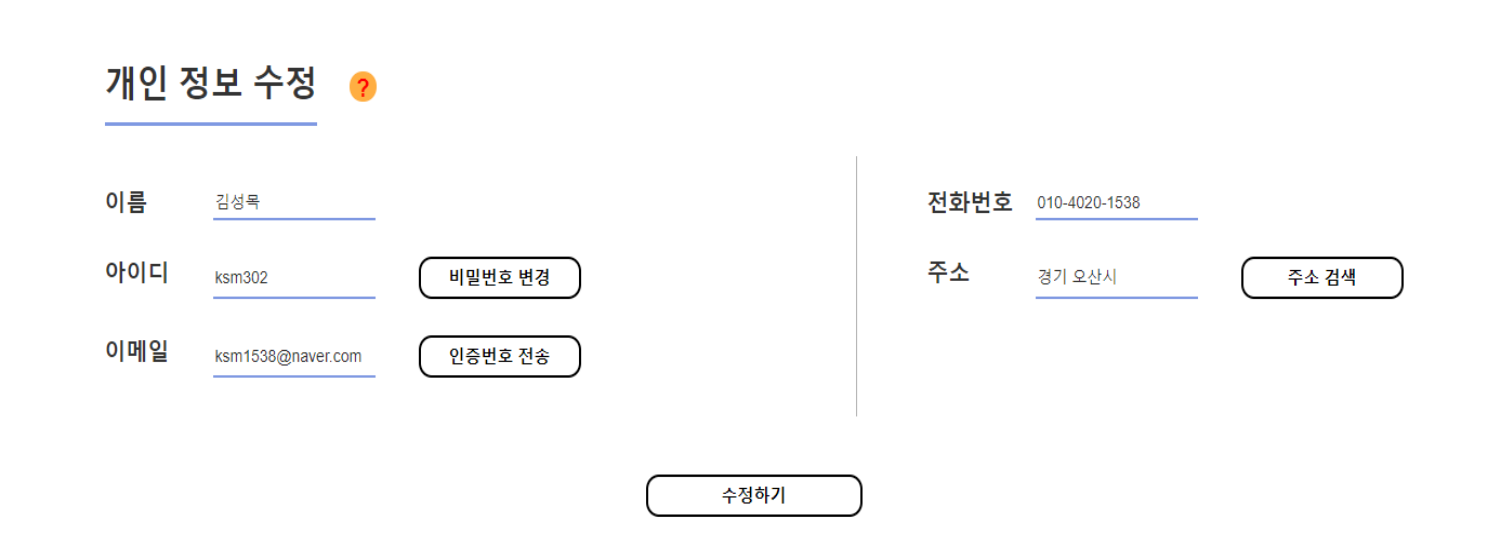 개인 정보 수정 ?
이름 김성목
아이디 ksm302 비밀번호 변경
이메일 ksm1538@naver.com 인증번호 전송
전화번호 010-4020-1538
주소 경기 오산시 주소 검색
수정하기